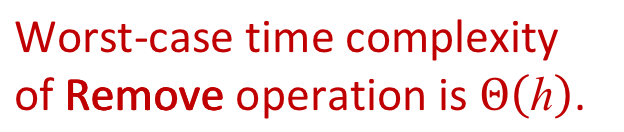 Worst-case time complexity
of Remove operation is Θ(h).